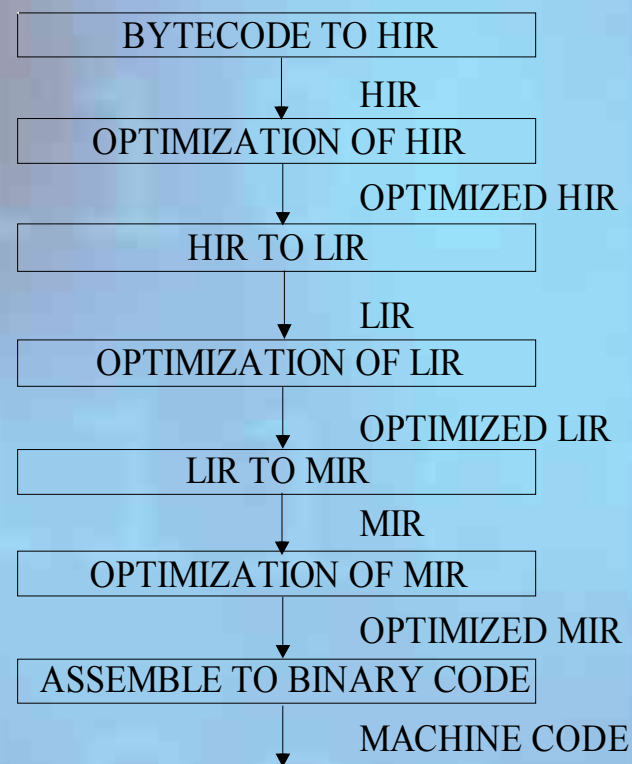 BYTECODE TO HIR
HIR
OPTIMIZATION OF HIR
OPTIMIZED HIR
HIR TO LIR
LIR
OPTIMIZATION OF LIR
OPTIMIZED LIR
LIR TO MIR
MIR
OPTIMIZATION OF MIR
OPTIMIZED MIR
ASSEMBLE TO BINARY CODE
MACHINE CODE